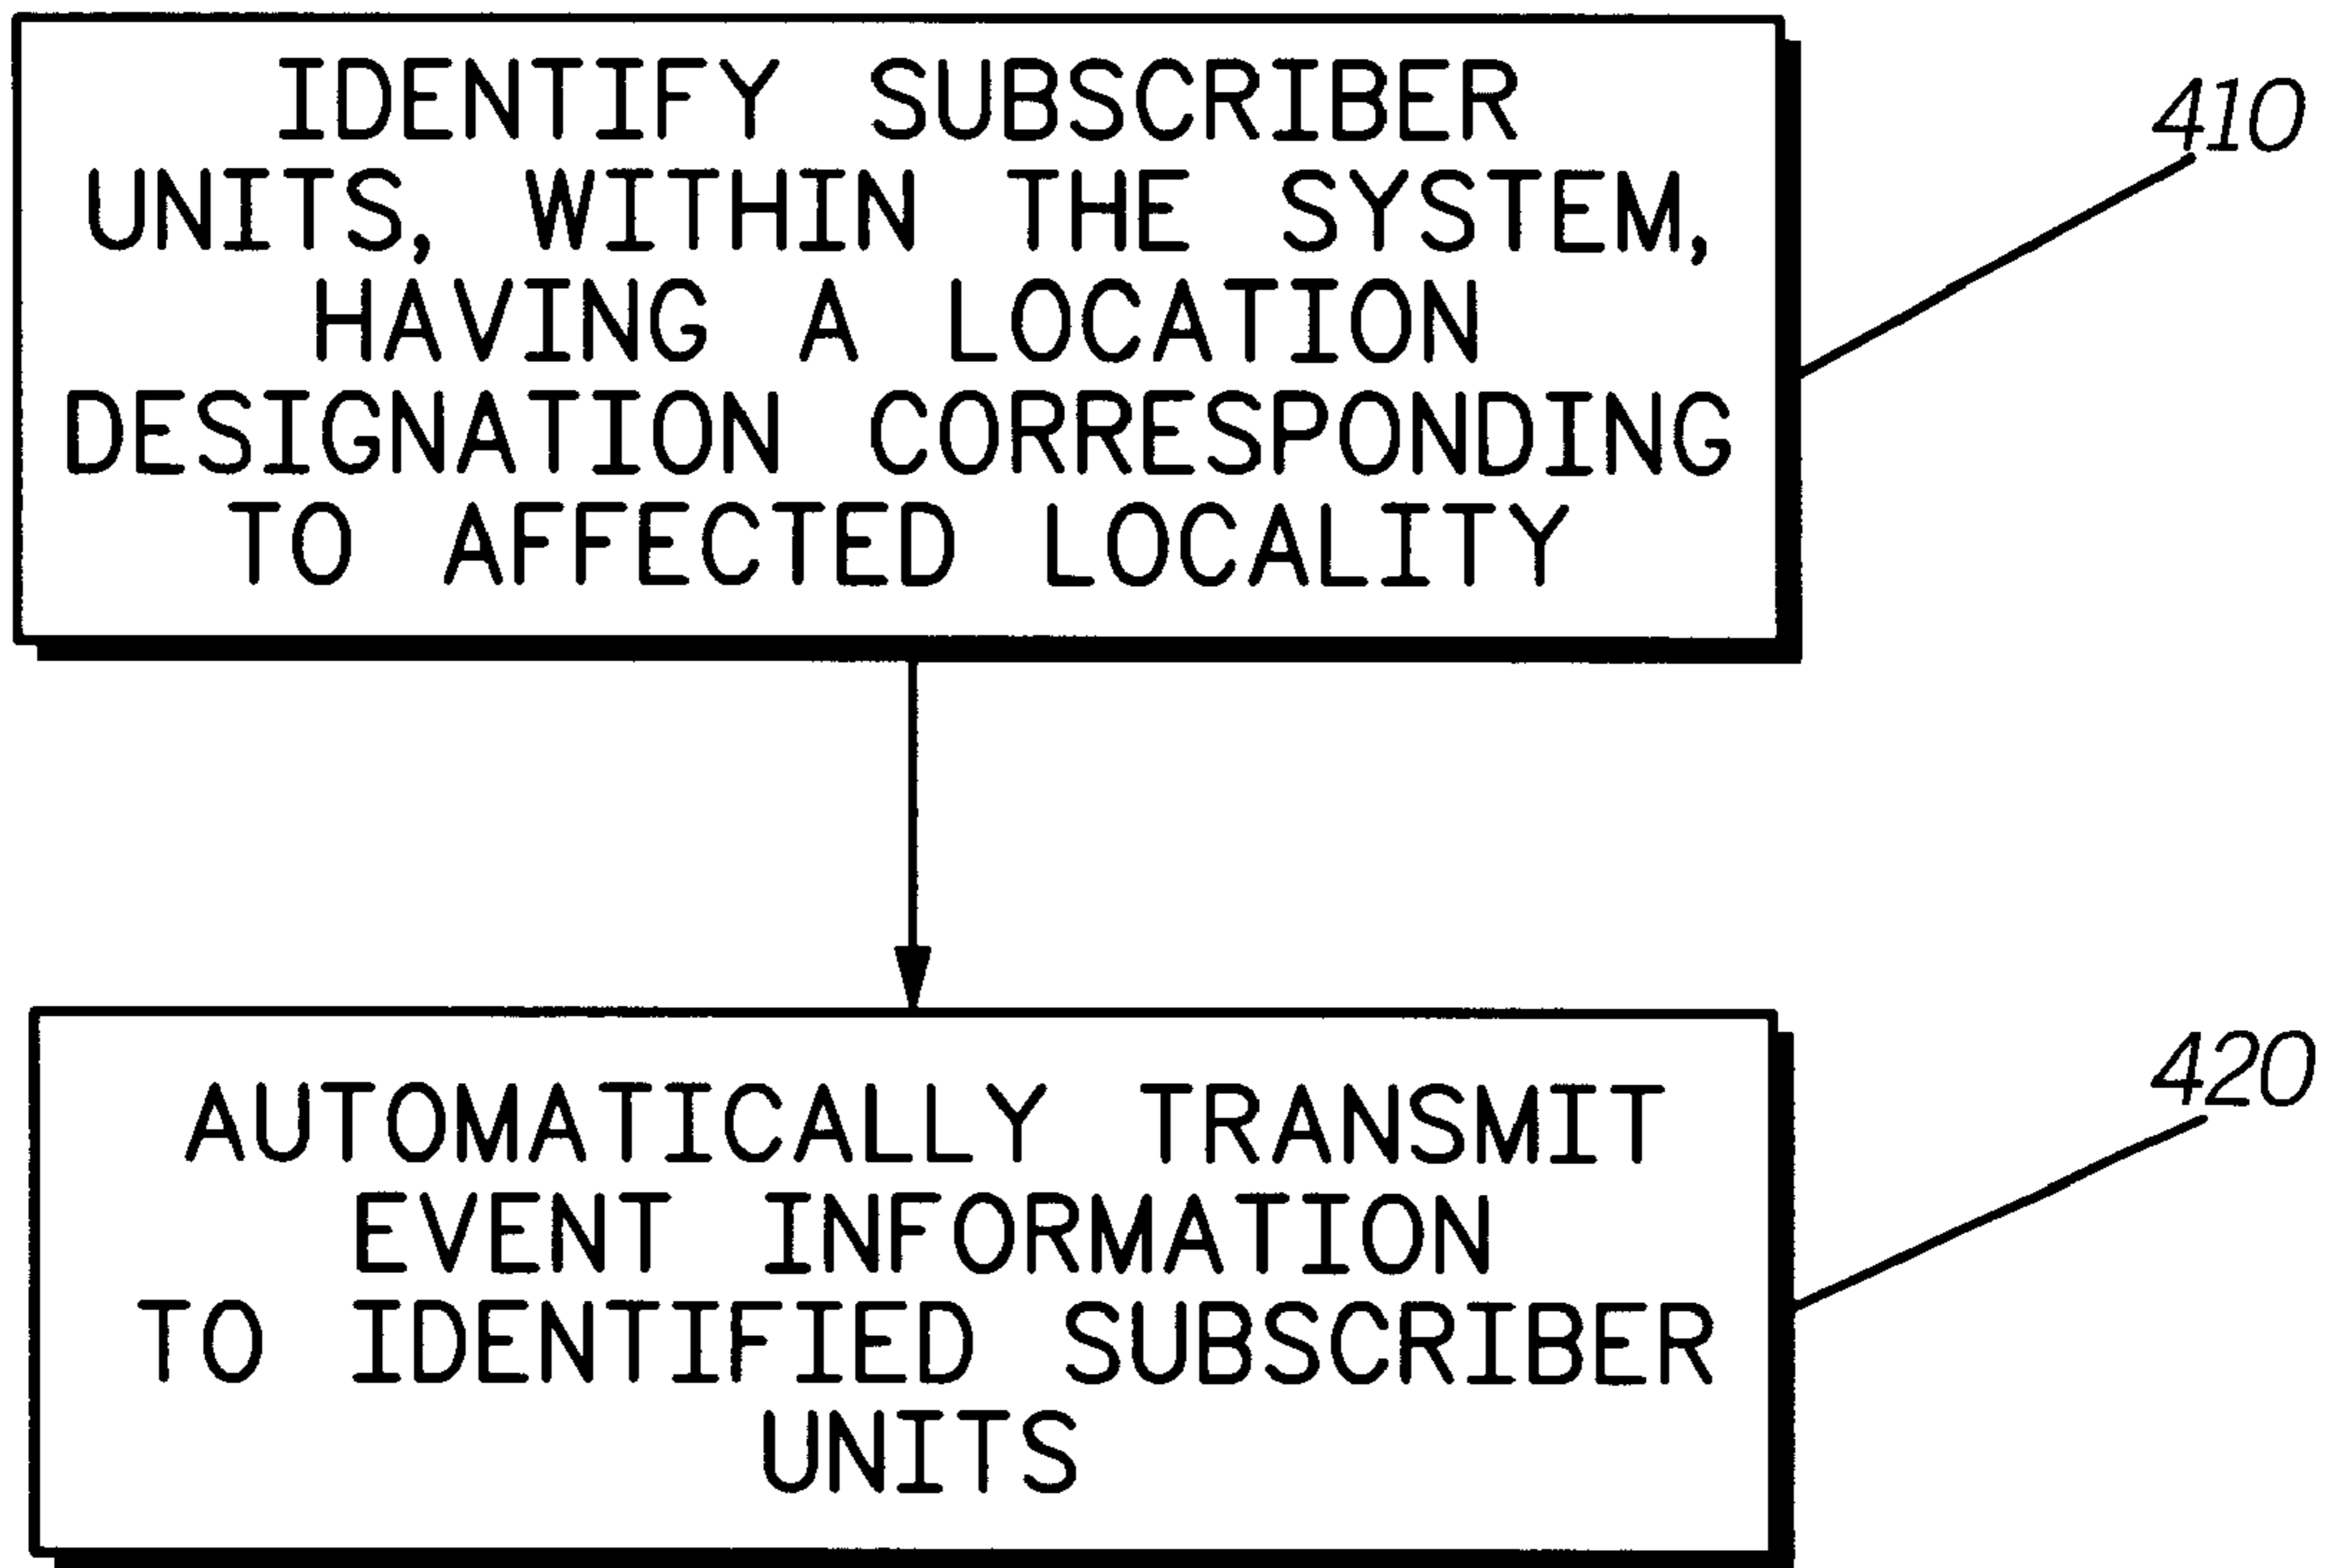 IDENTIFY SUBSCRIBER
UNITS, WITHIN THE SYSTEM,
HAVING A LOCATION
DESIGNATION CORRESPONDING
TO AFFECTED LOCALITY
410
AUTOMATICALLY TRANSMIT
EVENT INFORMATION
TO IDENTIFIED SUBSCRIBER
UNITS
420